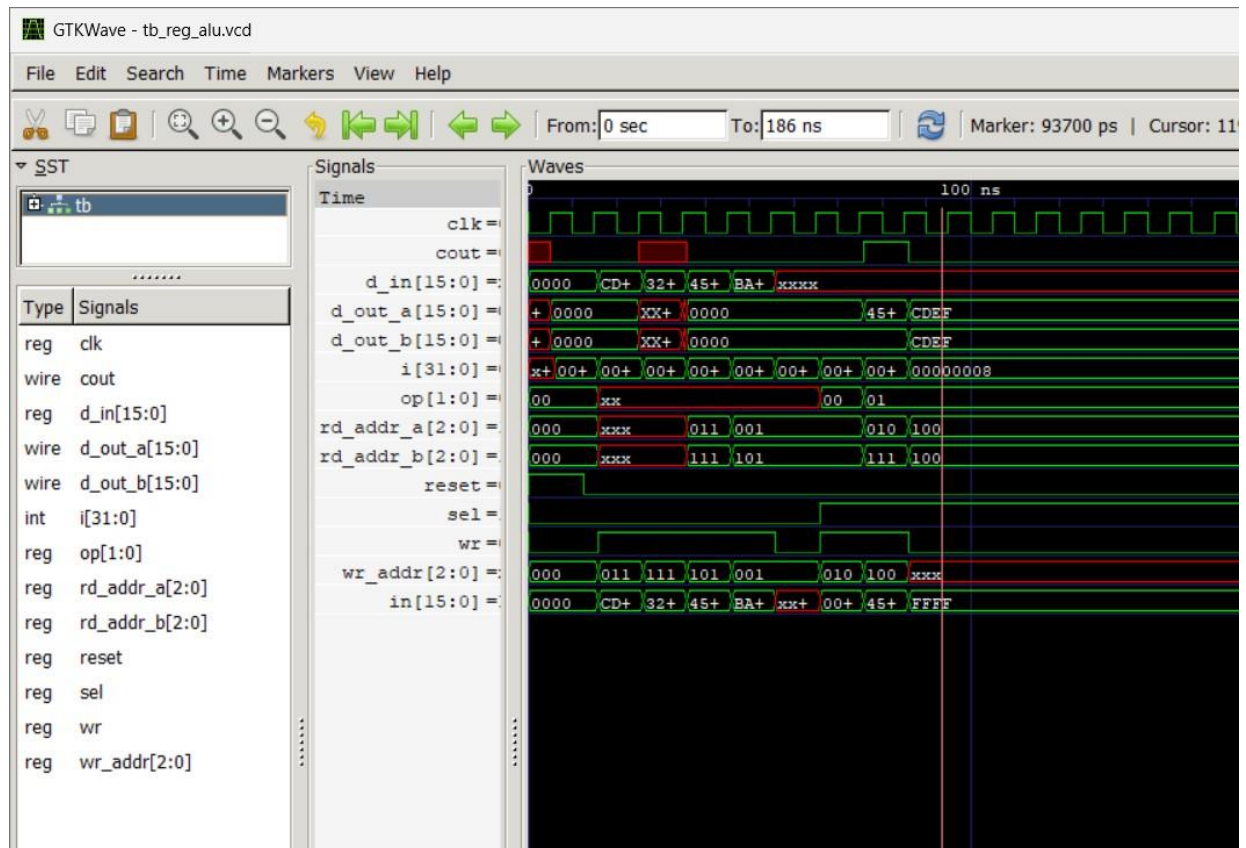 GTKWave - tb_reg_alu.vcd
File Edit Search Time Markers View Help
From: 0 sec To: 186 ns Marker: 93700 ps | Cursor: 11
SST
tb
Type Signals
reg clk
wire cout
reg d_in[15:0]
wire d_out_a[15:0]
wire d_out_b[15:0]
int i[31:0]
reg op[1:0]
reg rd_addr_a[2:0]
reg rd_addr_b[2:0]
reg reset
reg sel
reg wr
reg wr_addr[2:0]
Signals
Time
clk =
cout =
d_in[15:0] =
d_out_a[15:0] =
d_out_b[15:0] =
i[31:0] =
op[1:0] =
rd_addr_a[2:0] =
rd_addr_b[2:0] =
reset =
sel =
wr =
wr_addr[2:0] =
in[15:0] =
Waves
100 ns
0000 CD+ 32+ 45+ BA+ xxxx
+ 0000 XX+ 0000 45+ CDEF
+ 0000 XX+ 0000 CDEF
x+ 00+ 00+ 00+ 00+ 00+ 00+ 00+ 00+ 00000008
00 xx 00 01
000 xxx 011 001 010 100
000 xxx 111 101 111 100
000 011 111 101 001 010 100 xxx
0000 CD+ 32+ 45+ BA+ xx+ 00+ 45+ FFFF